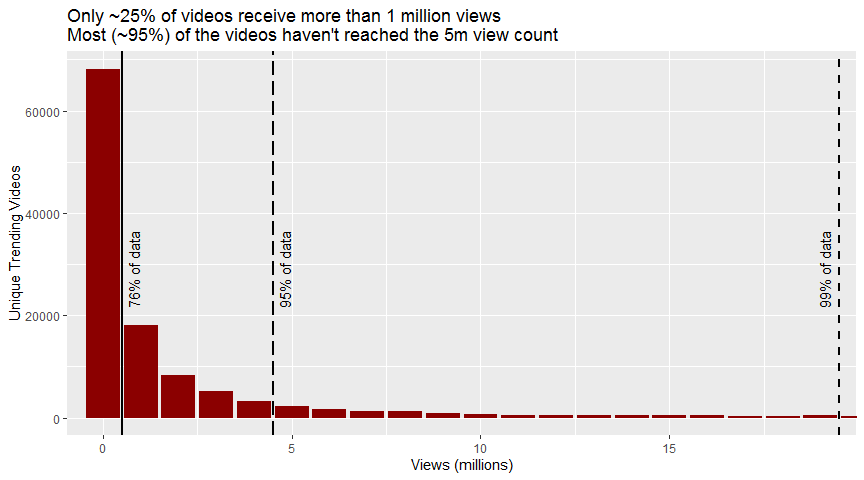 Only ~25% of videos receive more than 1 million views
Most (~95%) of the videos haven't reached the 5m view count
Unique Trending Videos
60000
40000
20000
0
76% of data
95% of data
99% of data
0
5
10
15
Views (millions)